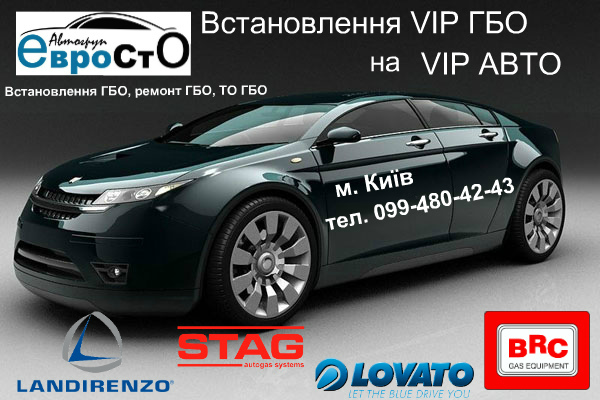 Автогруп
евроСТО
Встановлення VIP ГБО
на VIP АВТО
Встановлення ГБО, ремонт ГБО, ТО ГБО
м. Київ
тел. 099-480-42-43
LANDIRENZO®
STAG
autogas systems
LOVATO
LET THE BLUE DRIVE YOU
BRC
GAS EQUIPMENT